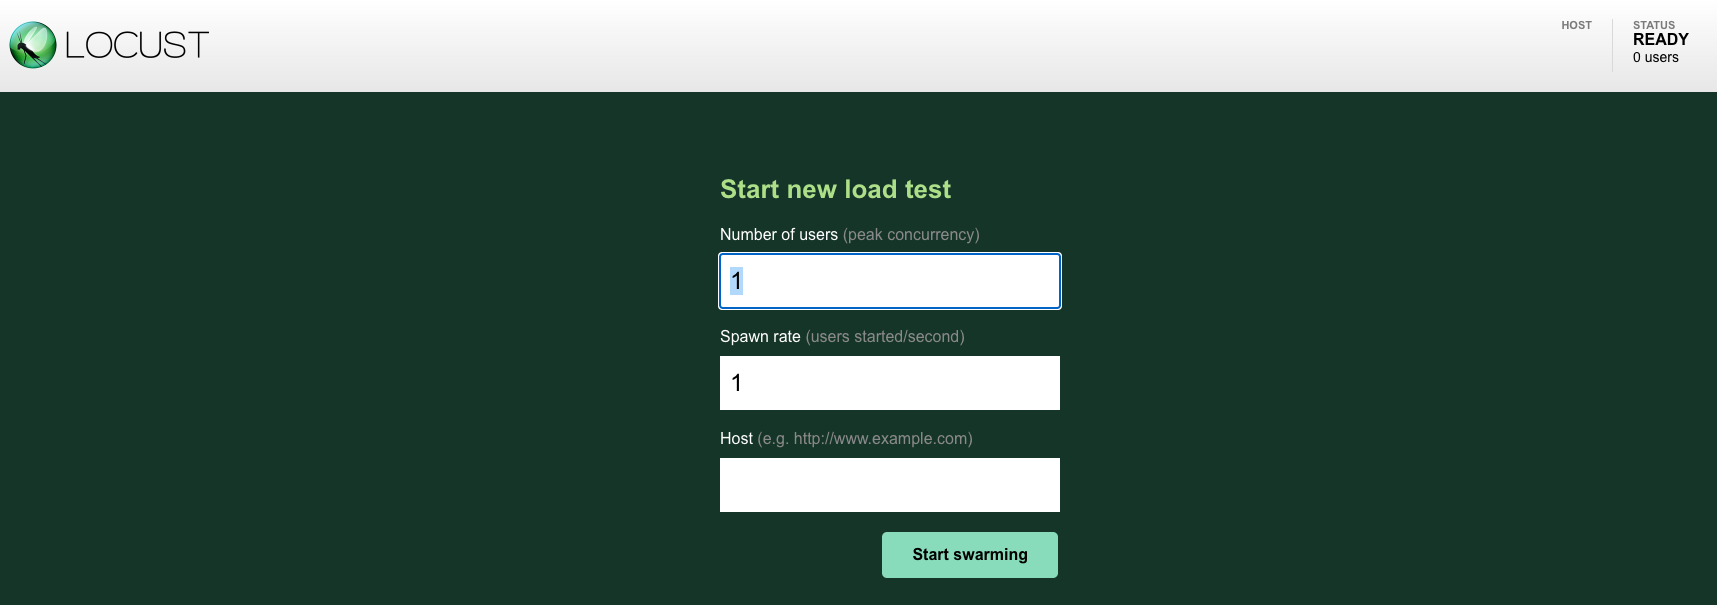 LOCUST
HOST
STATUS
READY
0 users
Start new load test
Number of users (peak concurrency)
1
Spawn rate (users started/second)
1
Host (e.g. http://www.example.com)
Start swarming